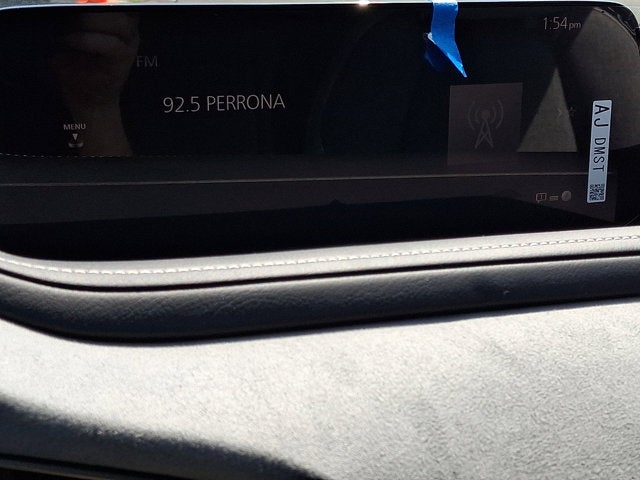 FM
1:54pm
92.5 PERRONA
MENU
AJ DMST